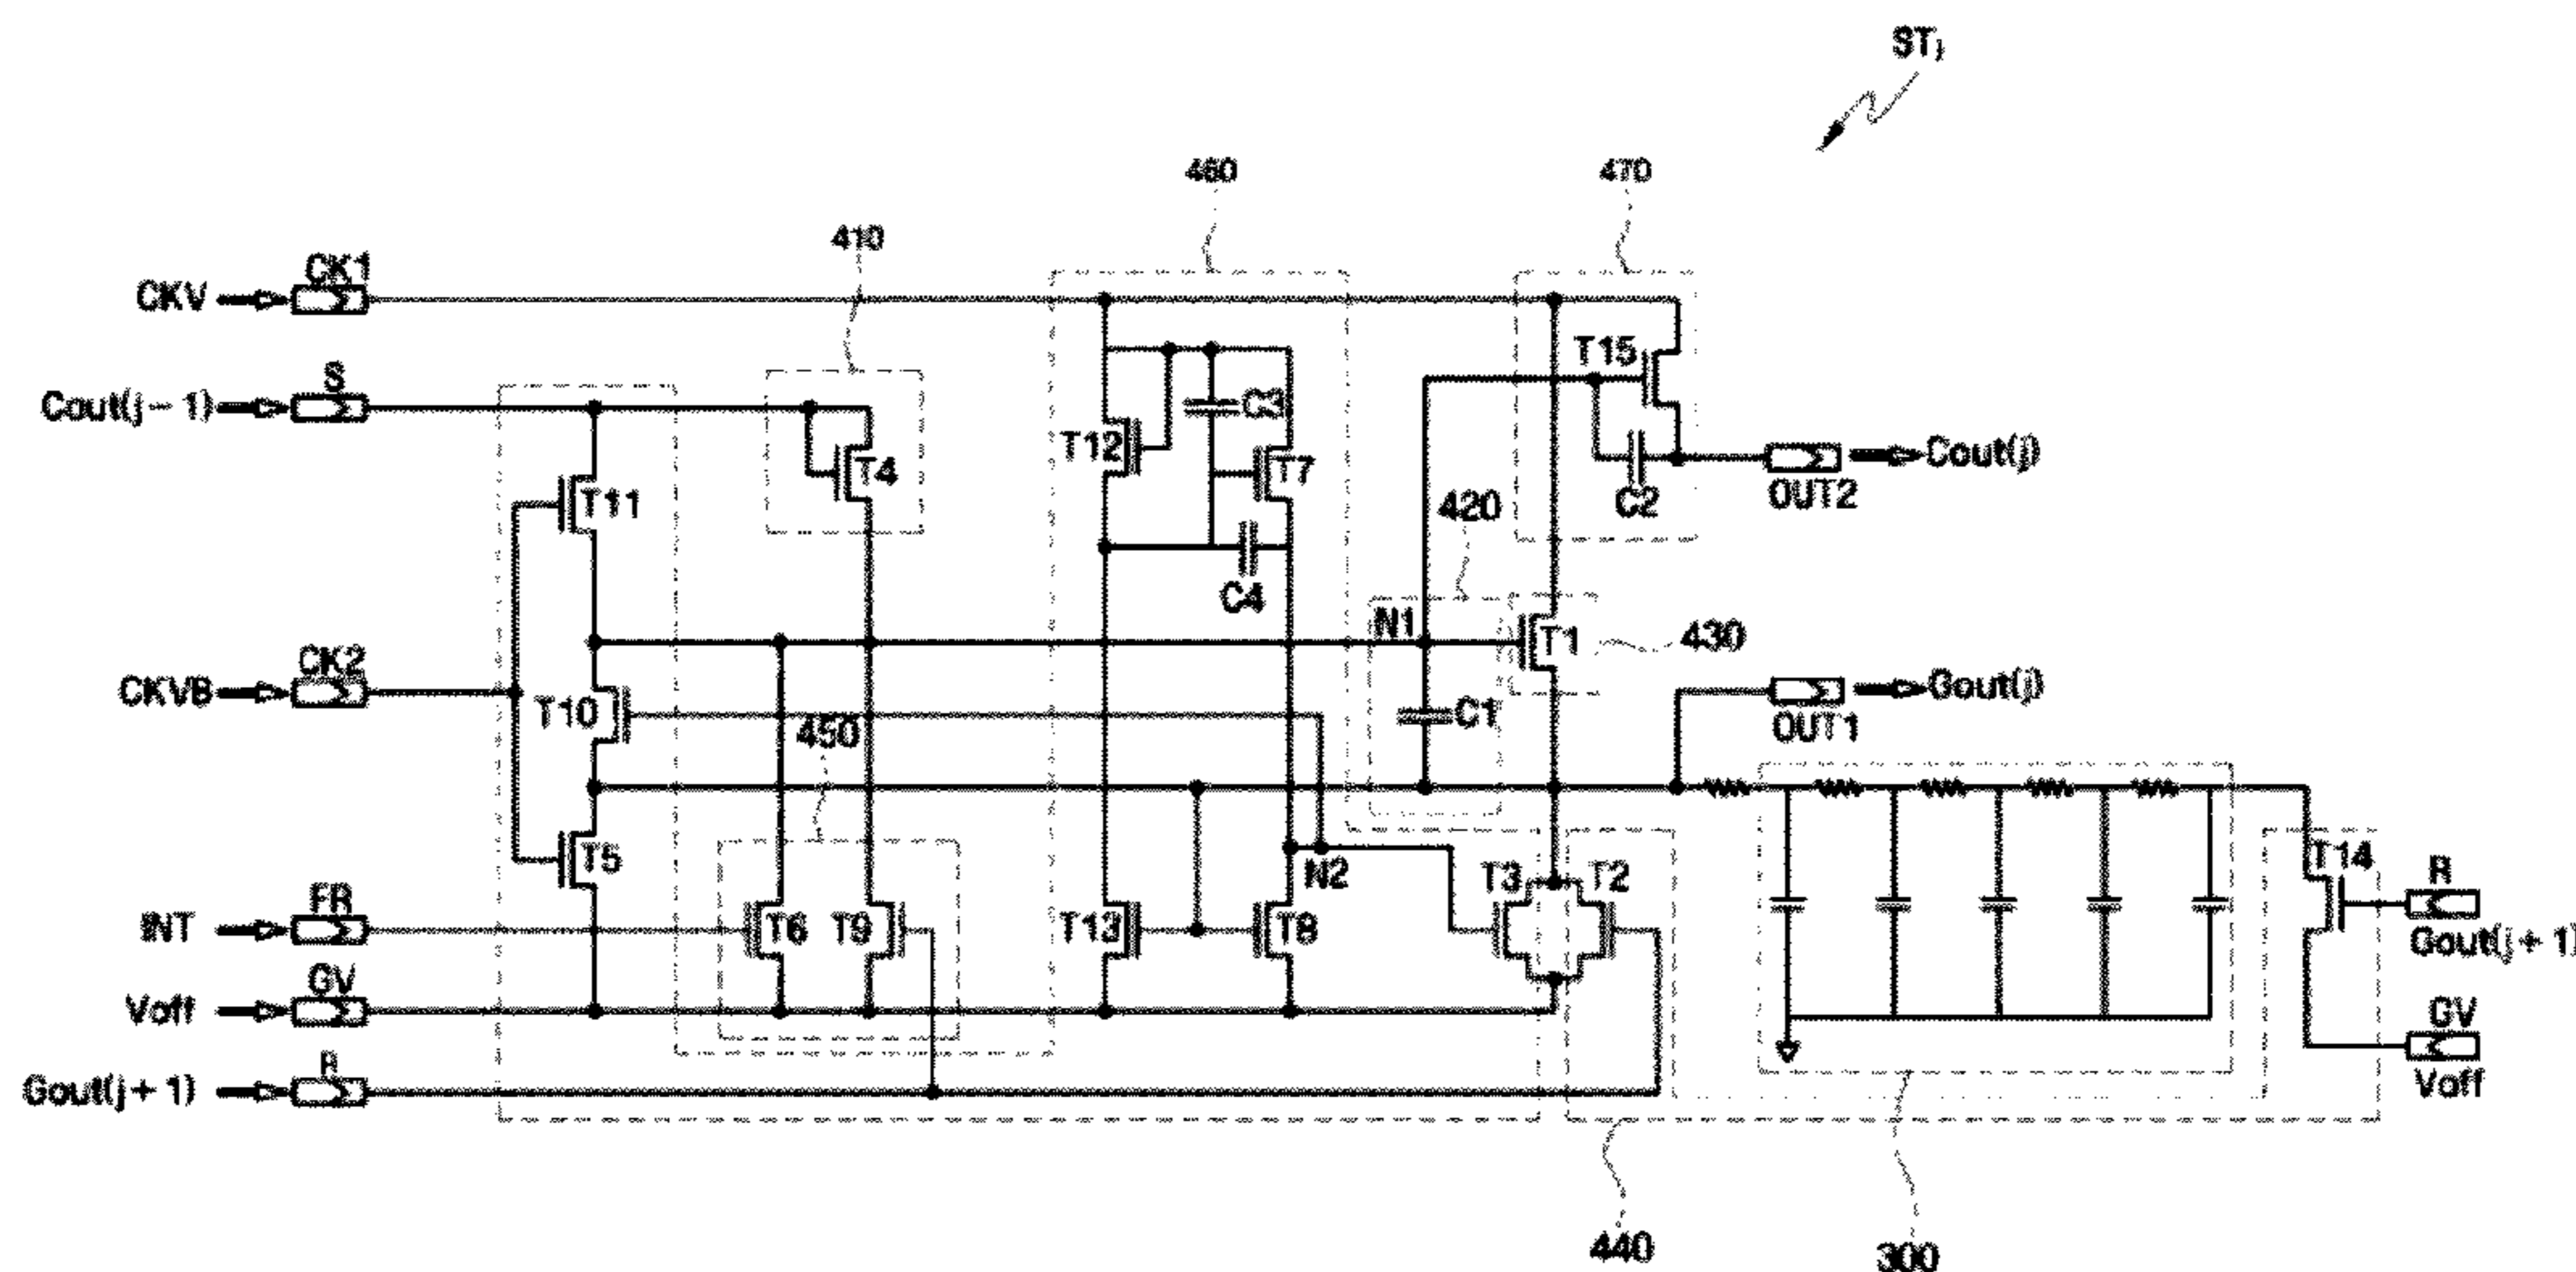 STj
460
470
410
CK1
CKV
T15
S
Cout(j-1)
C3
T12
T4
T7
Cout(j)
T11
420
C2
OUT2
C4
N1
T1
430
CK2
CKVB
T10
450
C1
Gout(j)
OUT1
T5
N2
T3
T2
T14
R
FR
INT
T6
T9
T13
T8
Gout(j+1)
GV
Voff
GV
Voff
R
Gout(j+1)
440
300